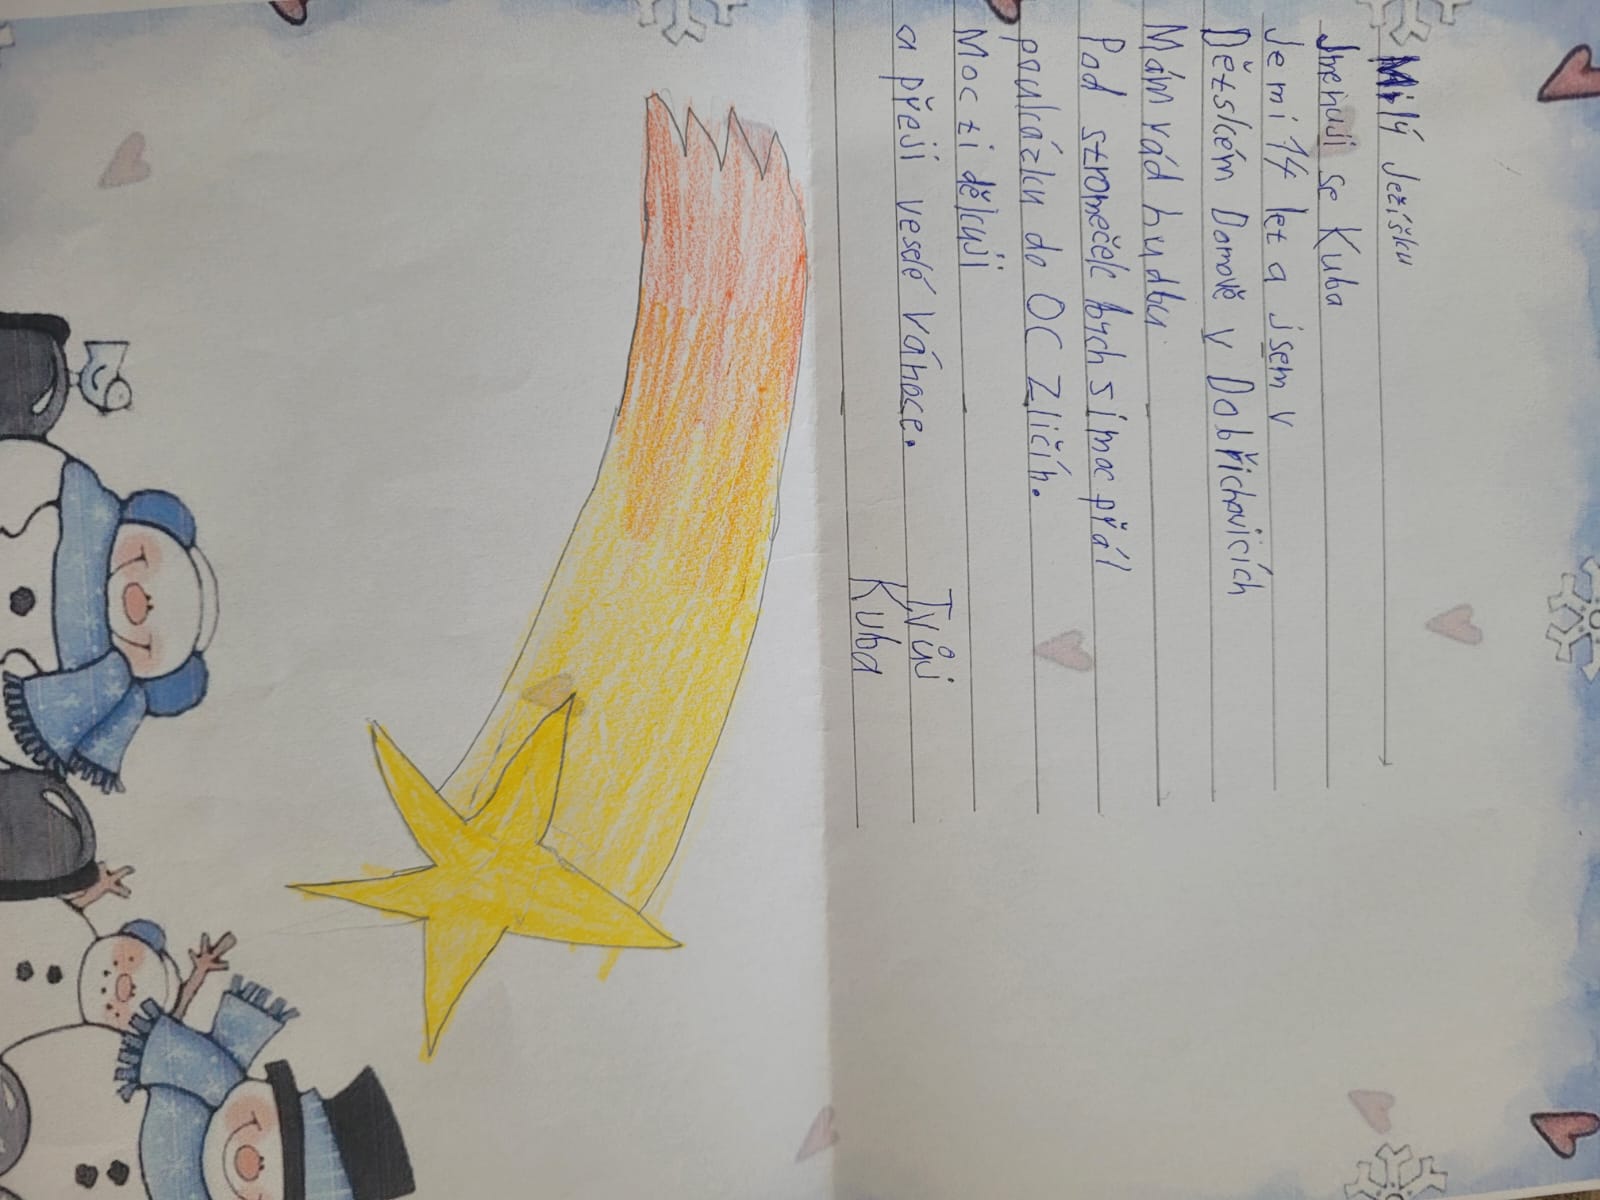 Milý Ježíšku
Jmenuji se Kuba
Je mi 14 let a jsem v
Dětském Domově v Dobřichovicích
Mám rád hudbu.
Pod stromeček bych si moc přál
poukázku do OC Zličíh.
Moc ti děkuji
a přeji veselé vánoce.
Tvůj
Kuba